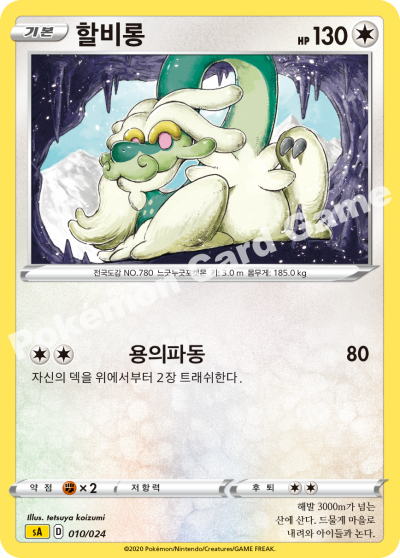 기본 할비롱 HP 130
전국도감 NO.780 느긋느긋포켓몬 키: 3.0 m 몸무게: 185.0 kg
Pokémon Card Game
용의파동 80
자신의 덱을 위에서부터 2장 트래쉬한다.
약점 ×2 저항력 후퇴
Illus. tetsuya koizumi
sA D 010/024
해발 3000m가 넘는
산에 산다. 드물게 마을로
내려와 아이들과 논다.
©2020 Pokémon/Nintendo/Creatures/GAME FREAK.